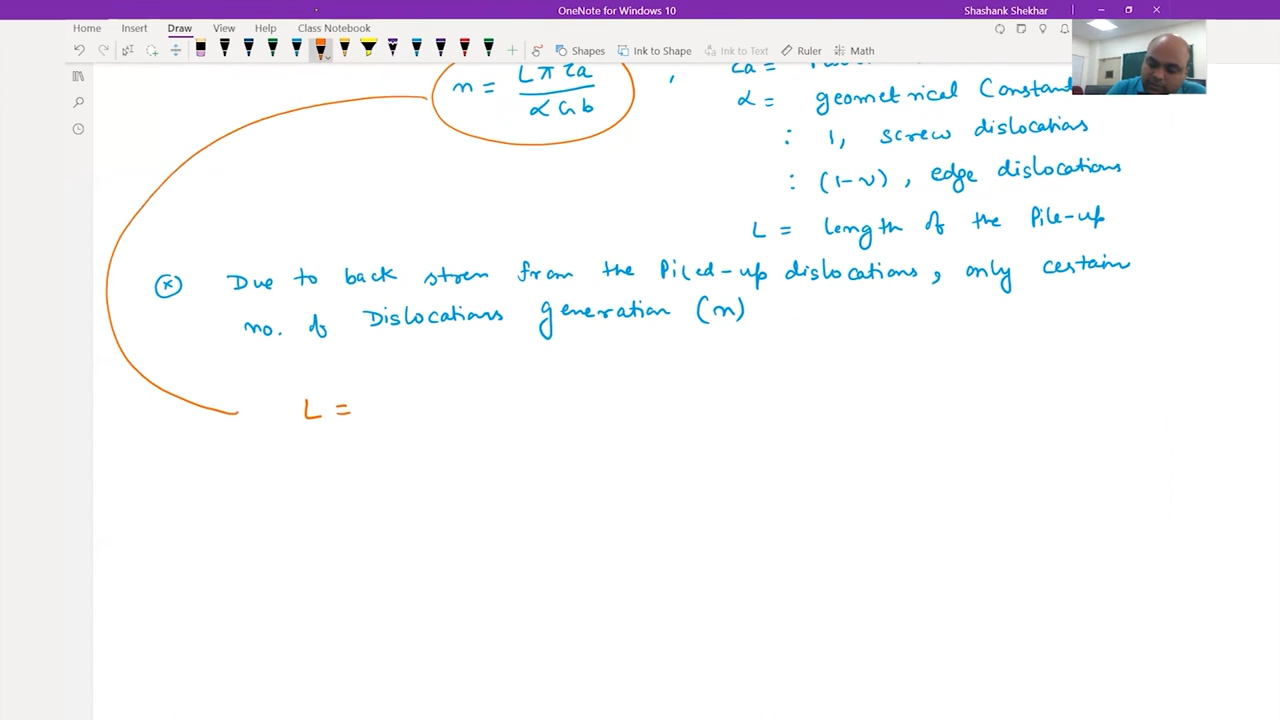 OneNote for Windows 10
Shashank Shekhar
Home Insert Draw View Help Class Notebook
Shapes Ink to Shape Ink to Text Ruler Math
n = Lπτa / αGb ,
τa =
α = geometrical Constant
: 1, screw dislocations
: (1-ν), edge dislocations
L = length of the Pile-up
(*) Due to back stress from the Piled-up dislocations, only certain
no. of Dislocations generation (n)
L =